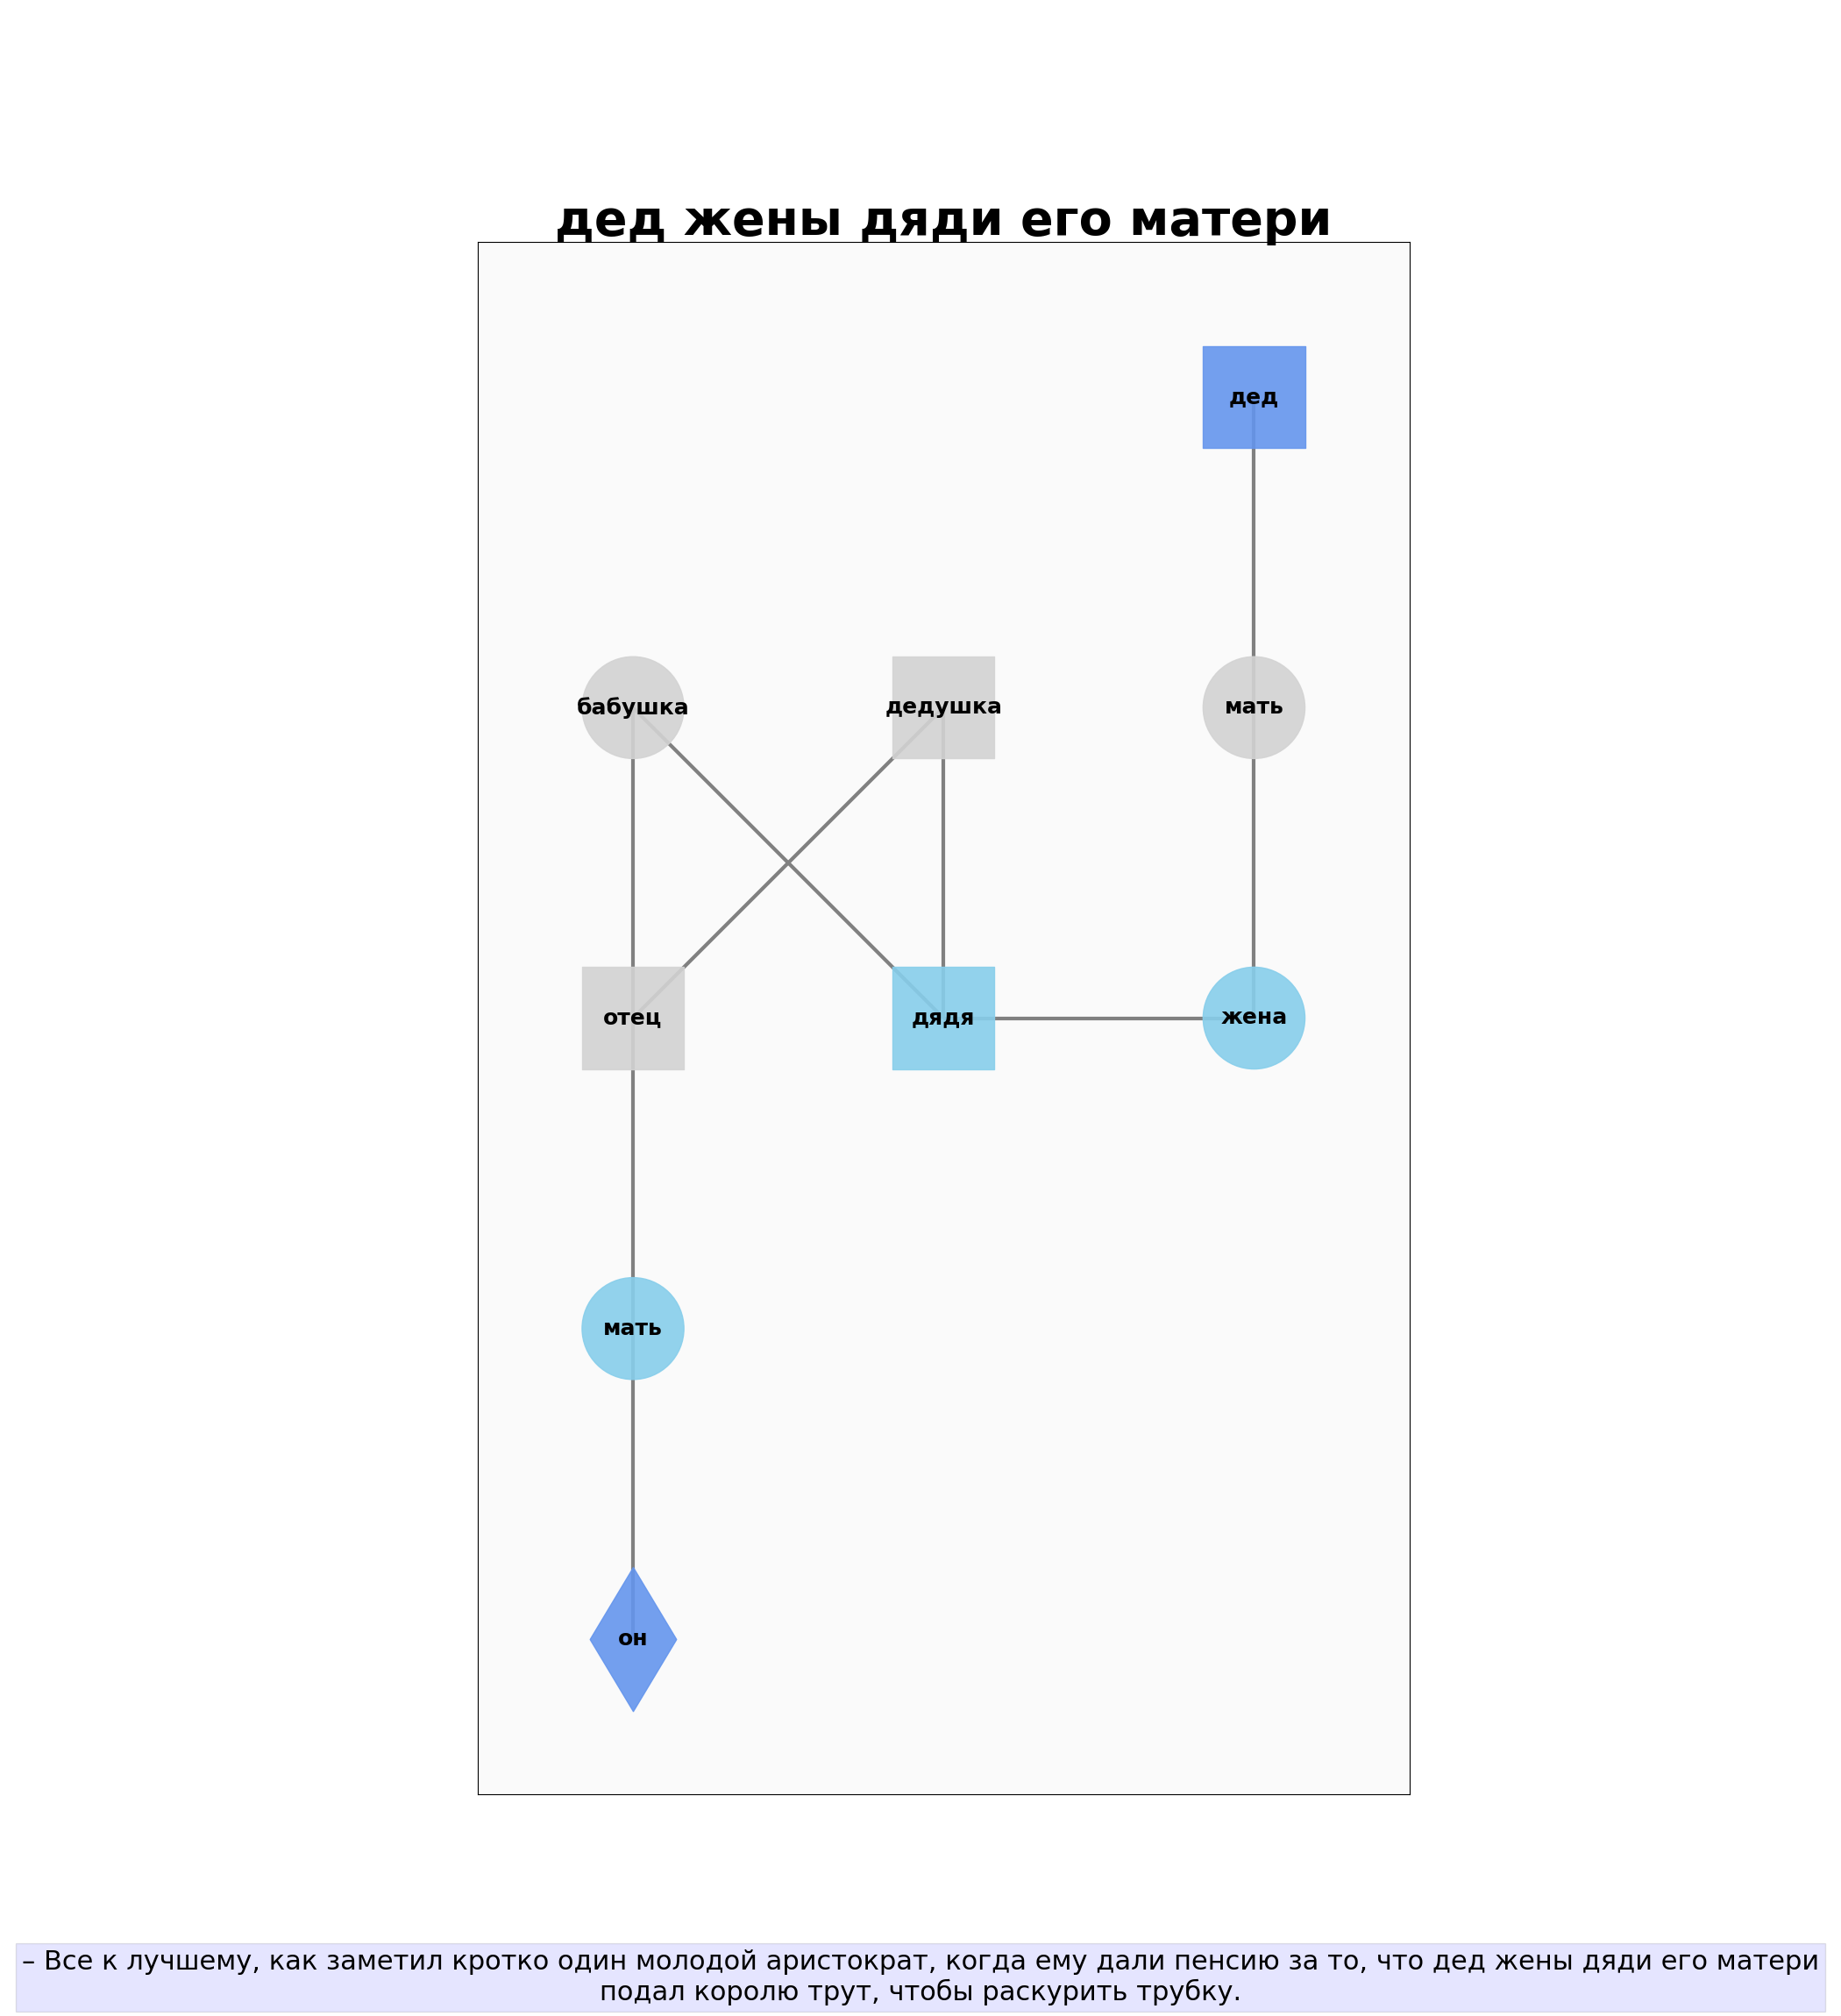 дед жены дяди его матери
дед
бабушка
дедушка
мать
отец
дядя
жена
мать
он
– Все к лучшему, как заметил кротко один молодой аристократ, когда ему дали пенсию за то, что дед жены дяди его матери
подал королю трут, чтобы раскурить трубку.